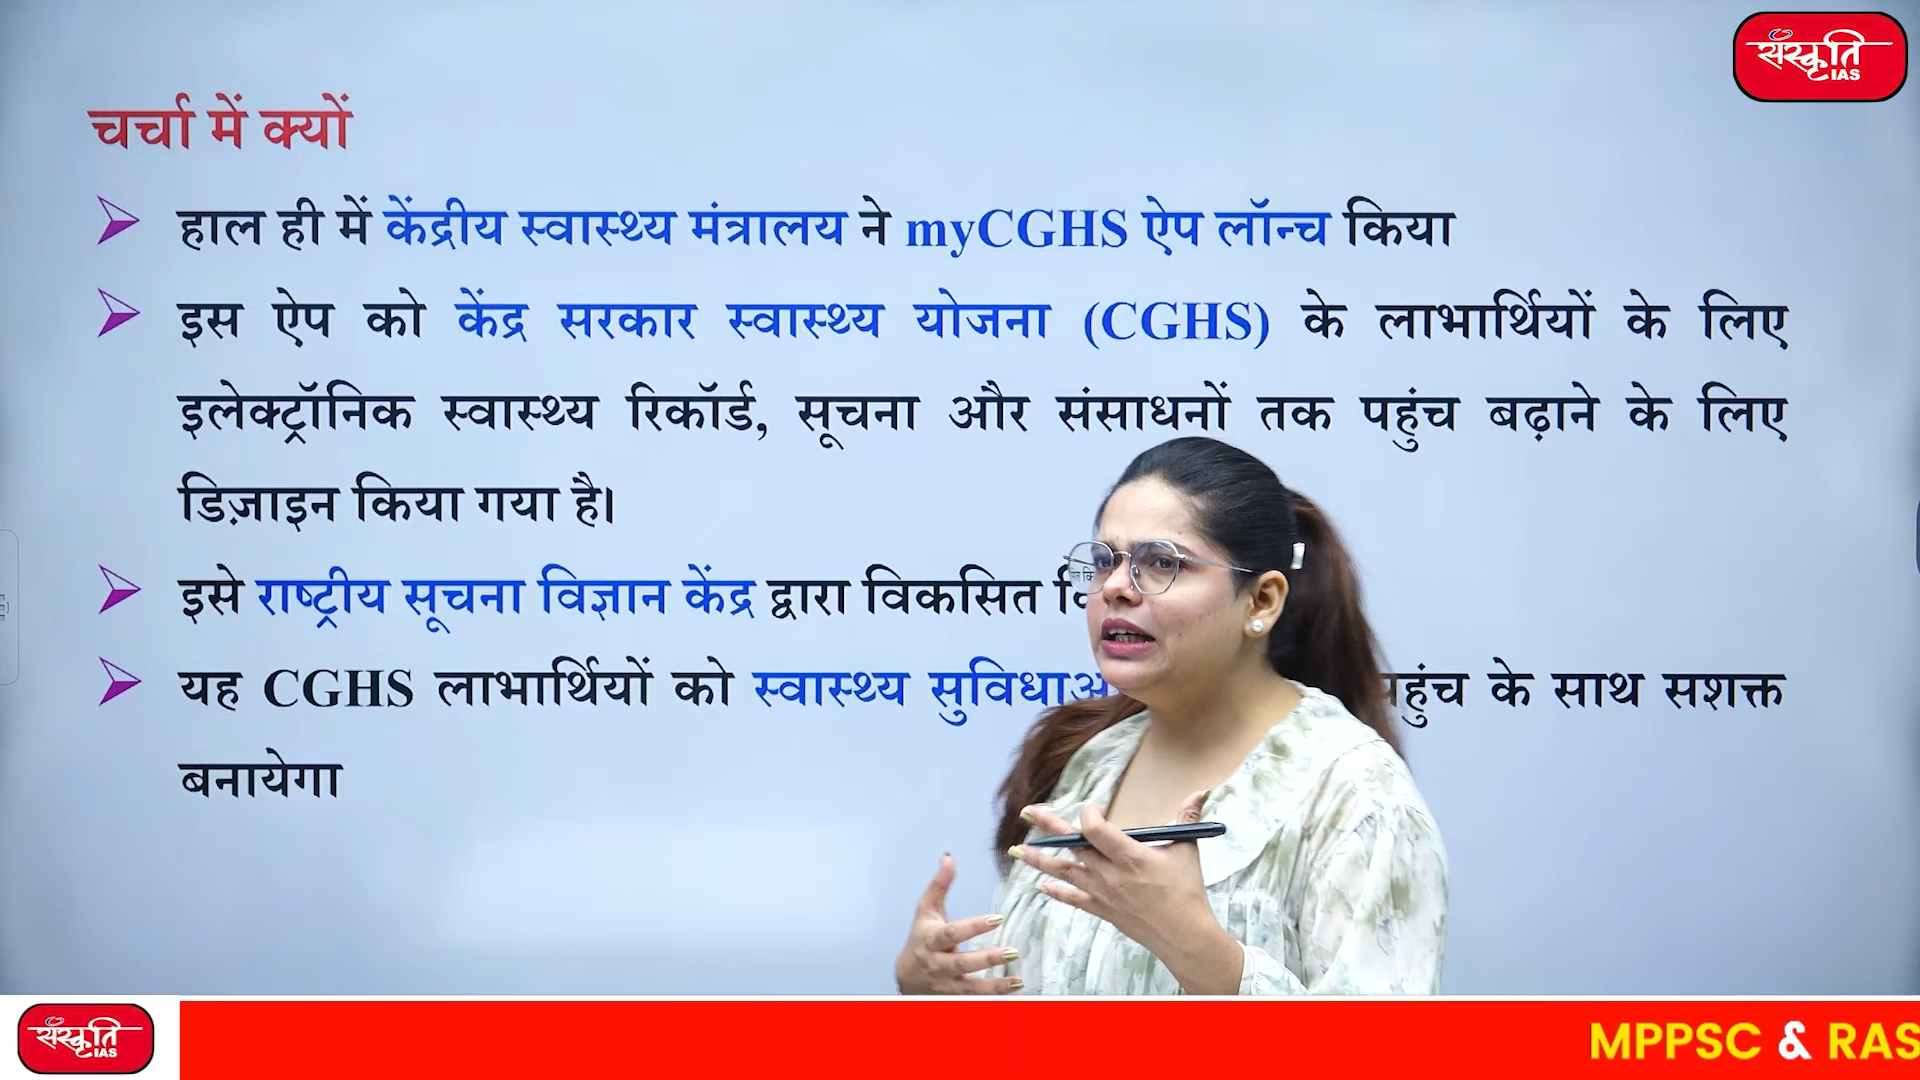 संस्कृति
IAS
चर्चा में क्यों
हाल ही में केंद्रीय स्वास्थ्य मंत्रालय ने myCGHS ऐप लॉन्च किया
इस ऐप को केंद्र सरकार स्वास्थ्य योजना (CGHS) के लाभार्थियों के लिए
इलेक्ट्रॉनिक स्वास्थ्य रिकॉर्ड, सूचना और संसाधनों तक पहुंच बढ़ाने के लिए
डिज़ाइन किया गया है।
इसे राष्ट्रीय सूचना विज्ञान केंद्र द्वारा विकसित
यह CGHS लाभार्थियों को पहुंच के साथ सशक्त
बनायेगा
संस्कृति
IAS
MPPSC & RAS